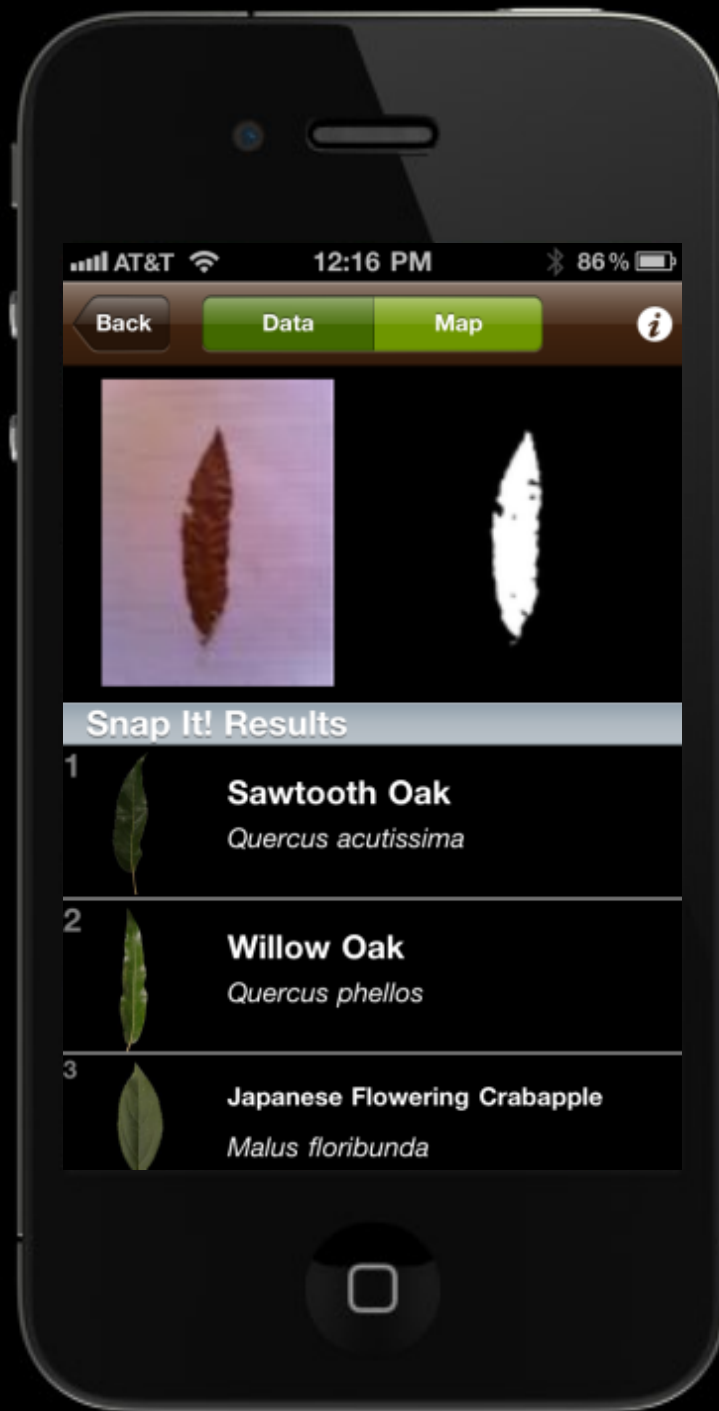 AT&T 12:16 PM 86%
Back Data Map i
Snap It! Results
1
Sawtooth Oak
Quercus acutissima
2
Willow Oak
Quercus phellos
3
Japanese Flowering Crabapple
Malus floribunda